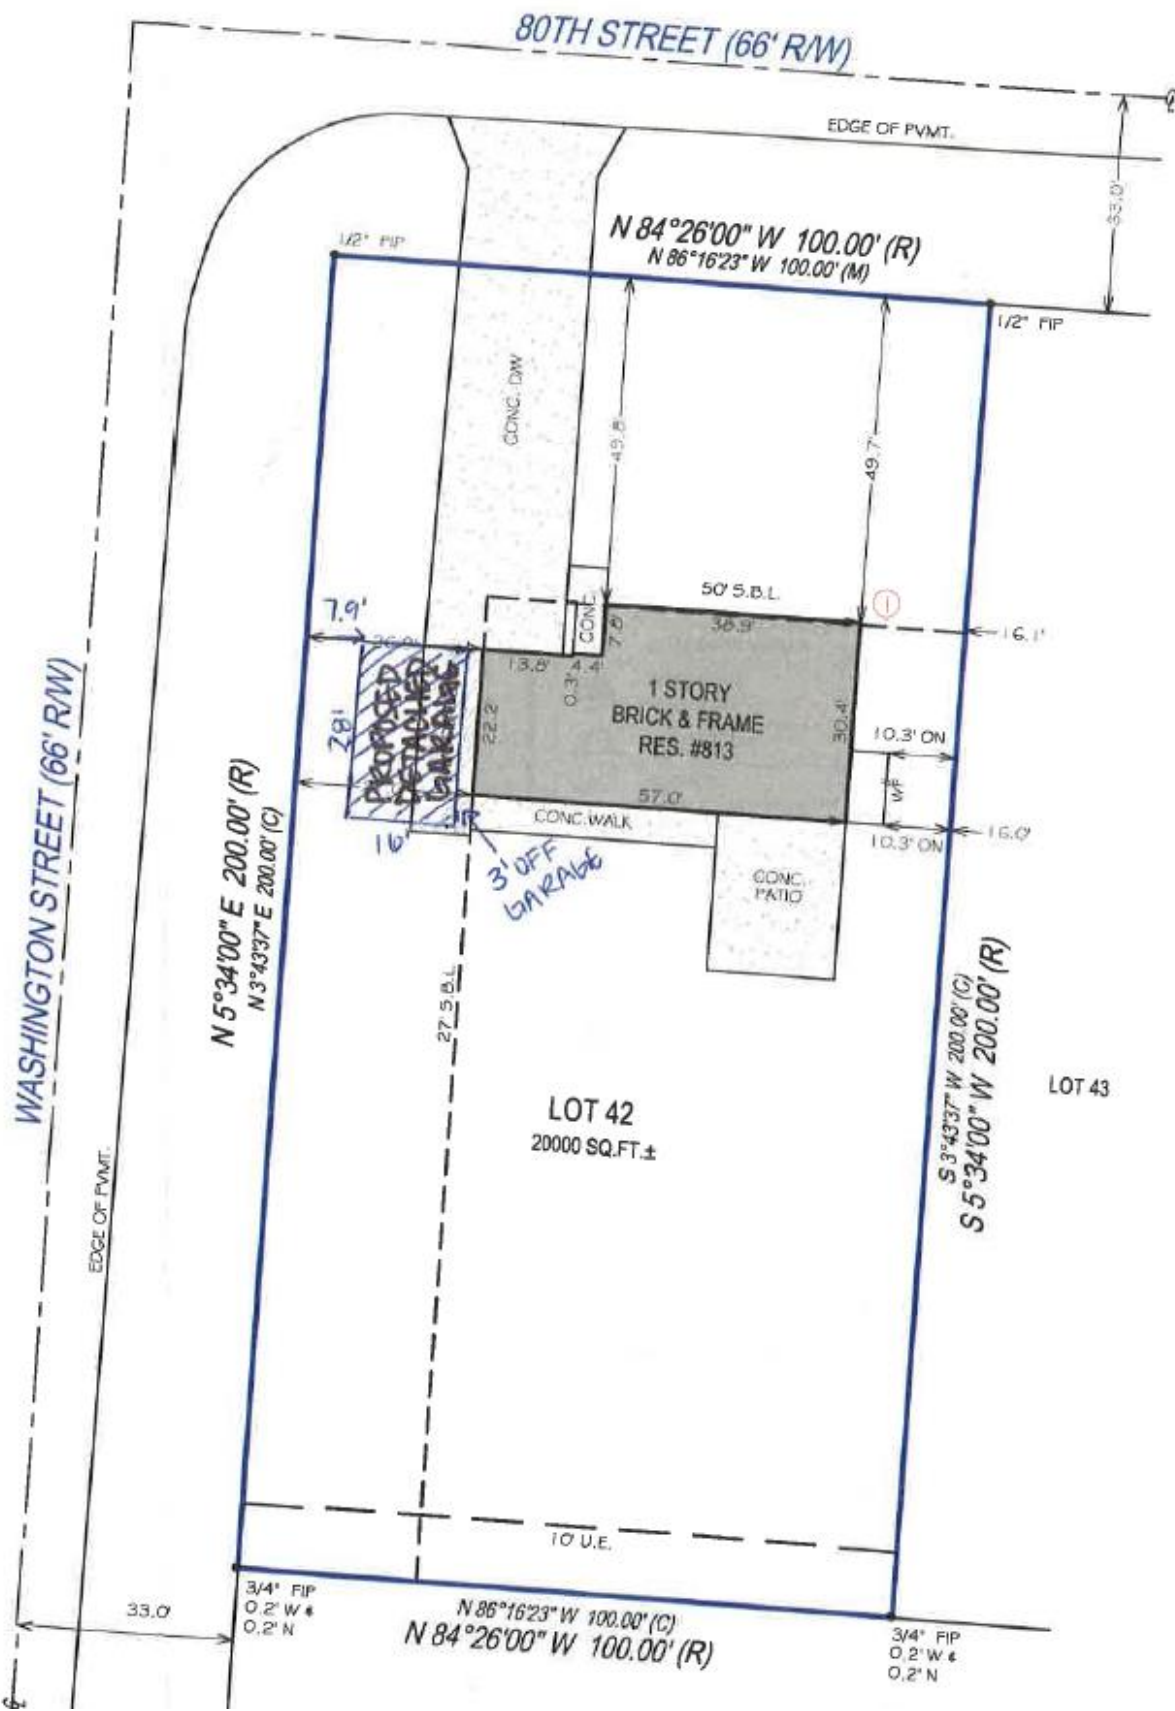 80TH STREET (66' R/W)
EDGE OF PVMT.
33.0'
N 84°26'00" W 100.00' (R)
N 86°16'23" W 100.00' (M)
1/2" FIP
1/2" FIP
CONC. D/W
49.8'
49.7'
CONC.
50' S.B.L.
1
16.1'
7.9'
38.9'
7.8'
13.8'
4.4'
0.3'
PROPOSED
DETACHED
GARAGE
28'
22.2'
1 STORY
BRICK & FRAME
RES. #813
30.4'
10.3' ON
WF
57.0'
CONC. WALK
10.3' ON
16.0'
16'
3' OFF
GARAGE
CONC.
PATIO
WASHINGTON STREET (66' R/W)
N 5°34'00" E 200.00' (R)
N 3°43'37" E 200.00' (C)
27' S.B.L.
S 3°43'37" W 200.00' (C)
S 5°34'00" W 200.00' (R)
LOT 43
LOT 42
20000 SQ.FT.±
EDGE OF PVMT.
10' U.E.
33.0'
3/4" FIP
0.2' W &
0.2' N
N 86°16'23" W 100.00' (C)
N 84°26'00" W 100.00' (R)
3/4" FIP
0.2' W &
0.2' N